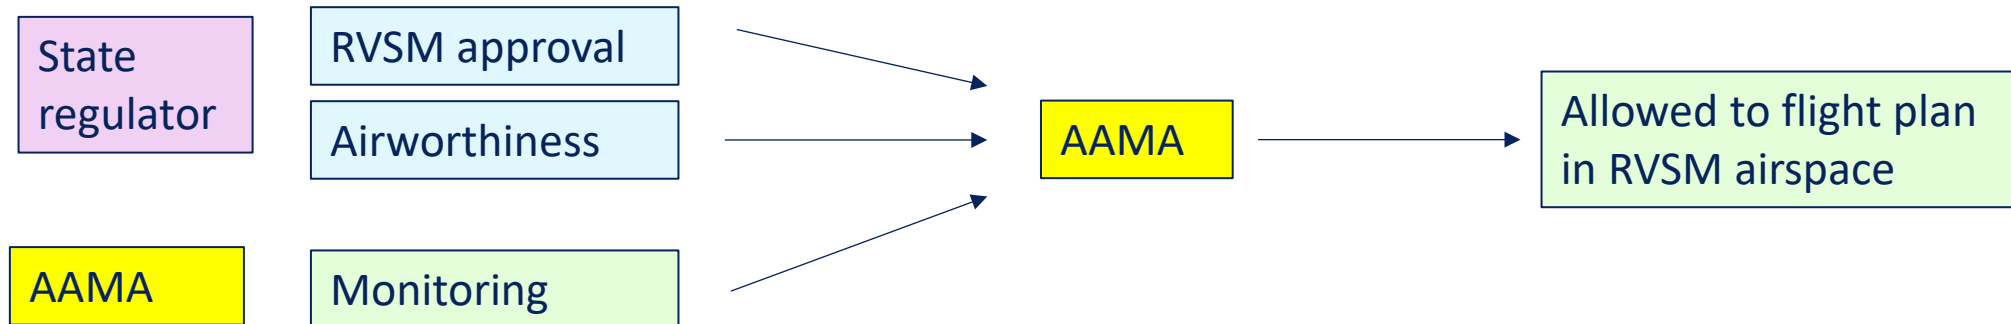 State
regulator
RVSM approval
Airworthiness
AAMA
Monitoring
AAMA
Allowed to flight plan
in RVSM airspace